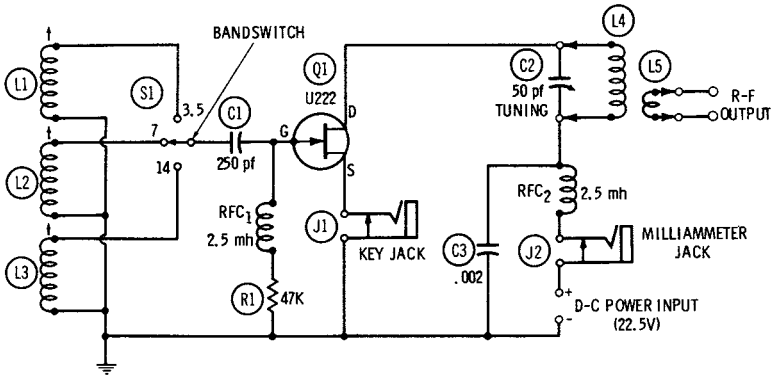 BANDSWITCH
L1
S1
3.5
C1
7
250 pf
14
L2
L3
Q1
U222
D
G
S
RFC1
2.5 mh
R1
47K
J1
KEY JACK
L4
C2
50 pf
TUNING
L5
R-F
OUTPUT
RFC2
2.5 mh
C3
.002
J2
MILLIAMMETER
JACK
+
D-C POWER INPUT
(22.5V)
-